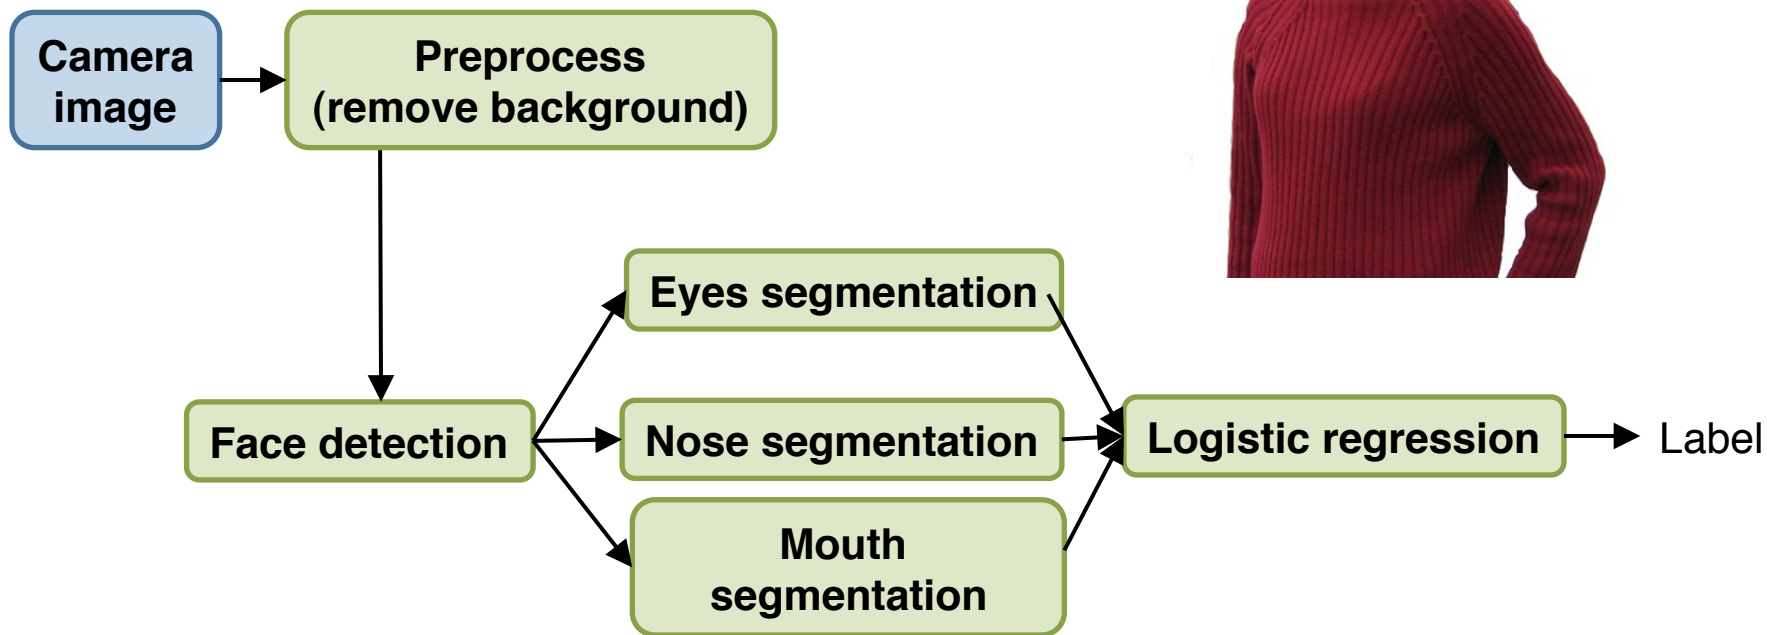 Camera
image
Preprocess
(remove background)
Eyes segmentation
Face detection
Nose segmentation
Logistic regression
Label
Mouth
segmentation